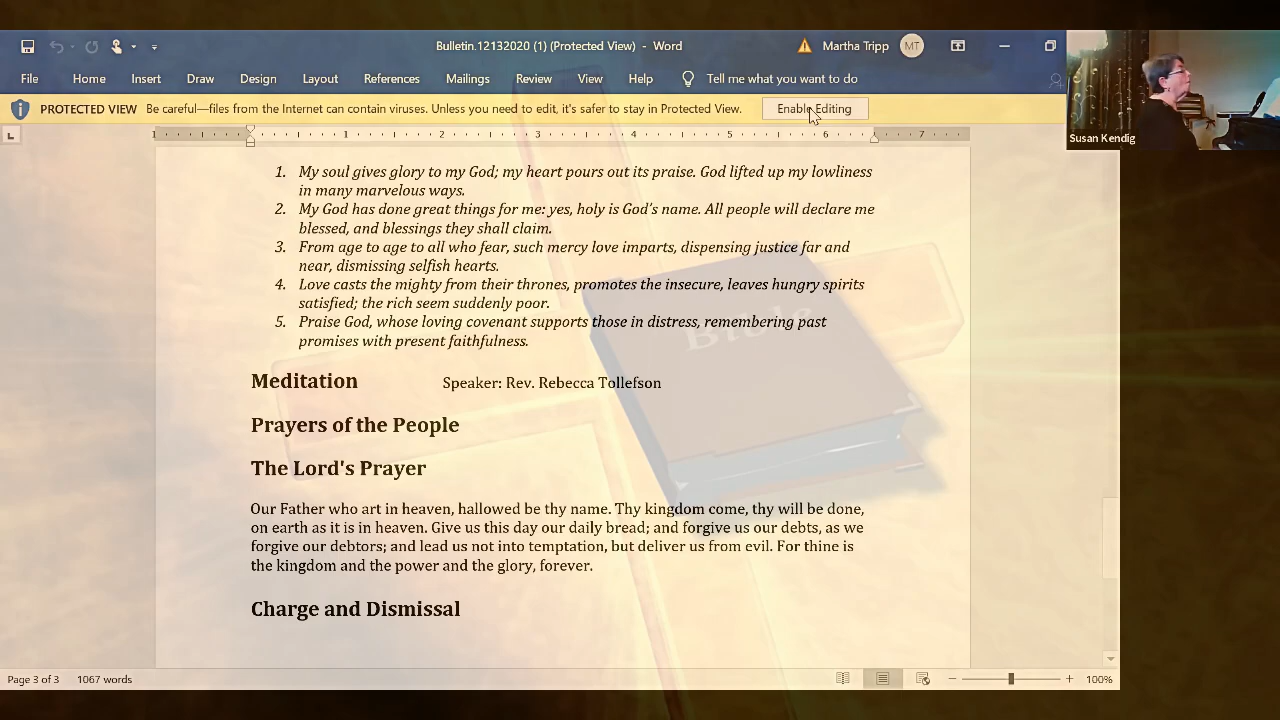 Bulletin.12132020 (1) (Protected View) - Word
Martha Tripp MT
File Home Insert Draw Design Layout References Mailings Review View Help Tell me what you want to do
PROTECTED VIEW Be careful—files from the Internet can contain viruses. Unless you need to edit, it's safer to stay in Protected View. Enable Editing
Susan Kendig
1 1 2 3 4 5 6 7
1. My soul gives glory to my God; my heart pours out its praise. God lifted up my lowliness
in many marvelous ways.
2. My God has done great things for me: yes, holy is God's name. All people will declare me
blessed, and blessings they shall claim.
3. From age to age to all who fear, such mercy love imparts, dispensing justice far and
near, dismissing selfish hearts.
4. Love casts the mighty from their thrones, promotes the insecure, leaves hungry spirits
satisfied; the rich seem suddenly poor.
5. Praise God, whose loving covenant supports those in distress, remembering past
promises with present faithfulness.
Bible
Meditation Speaker: Rev. Rebecca Tollefson
Prayers of the People
The Lord's Prayer
Our Father who art in heaven, hallowed be thy name. Thy kingdom come, thy will be done,
on earth as it is in heaven. Give us this day our daily bread; and forgive us our debts, as we
forgive our debtors; and lead us not into temptation, but deliver us from evil. For thine is
the kingdom and the power and the glory, forever.
Charge and Dismissal
Page 3 of 3 1067 words 100%